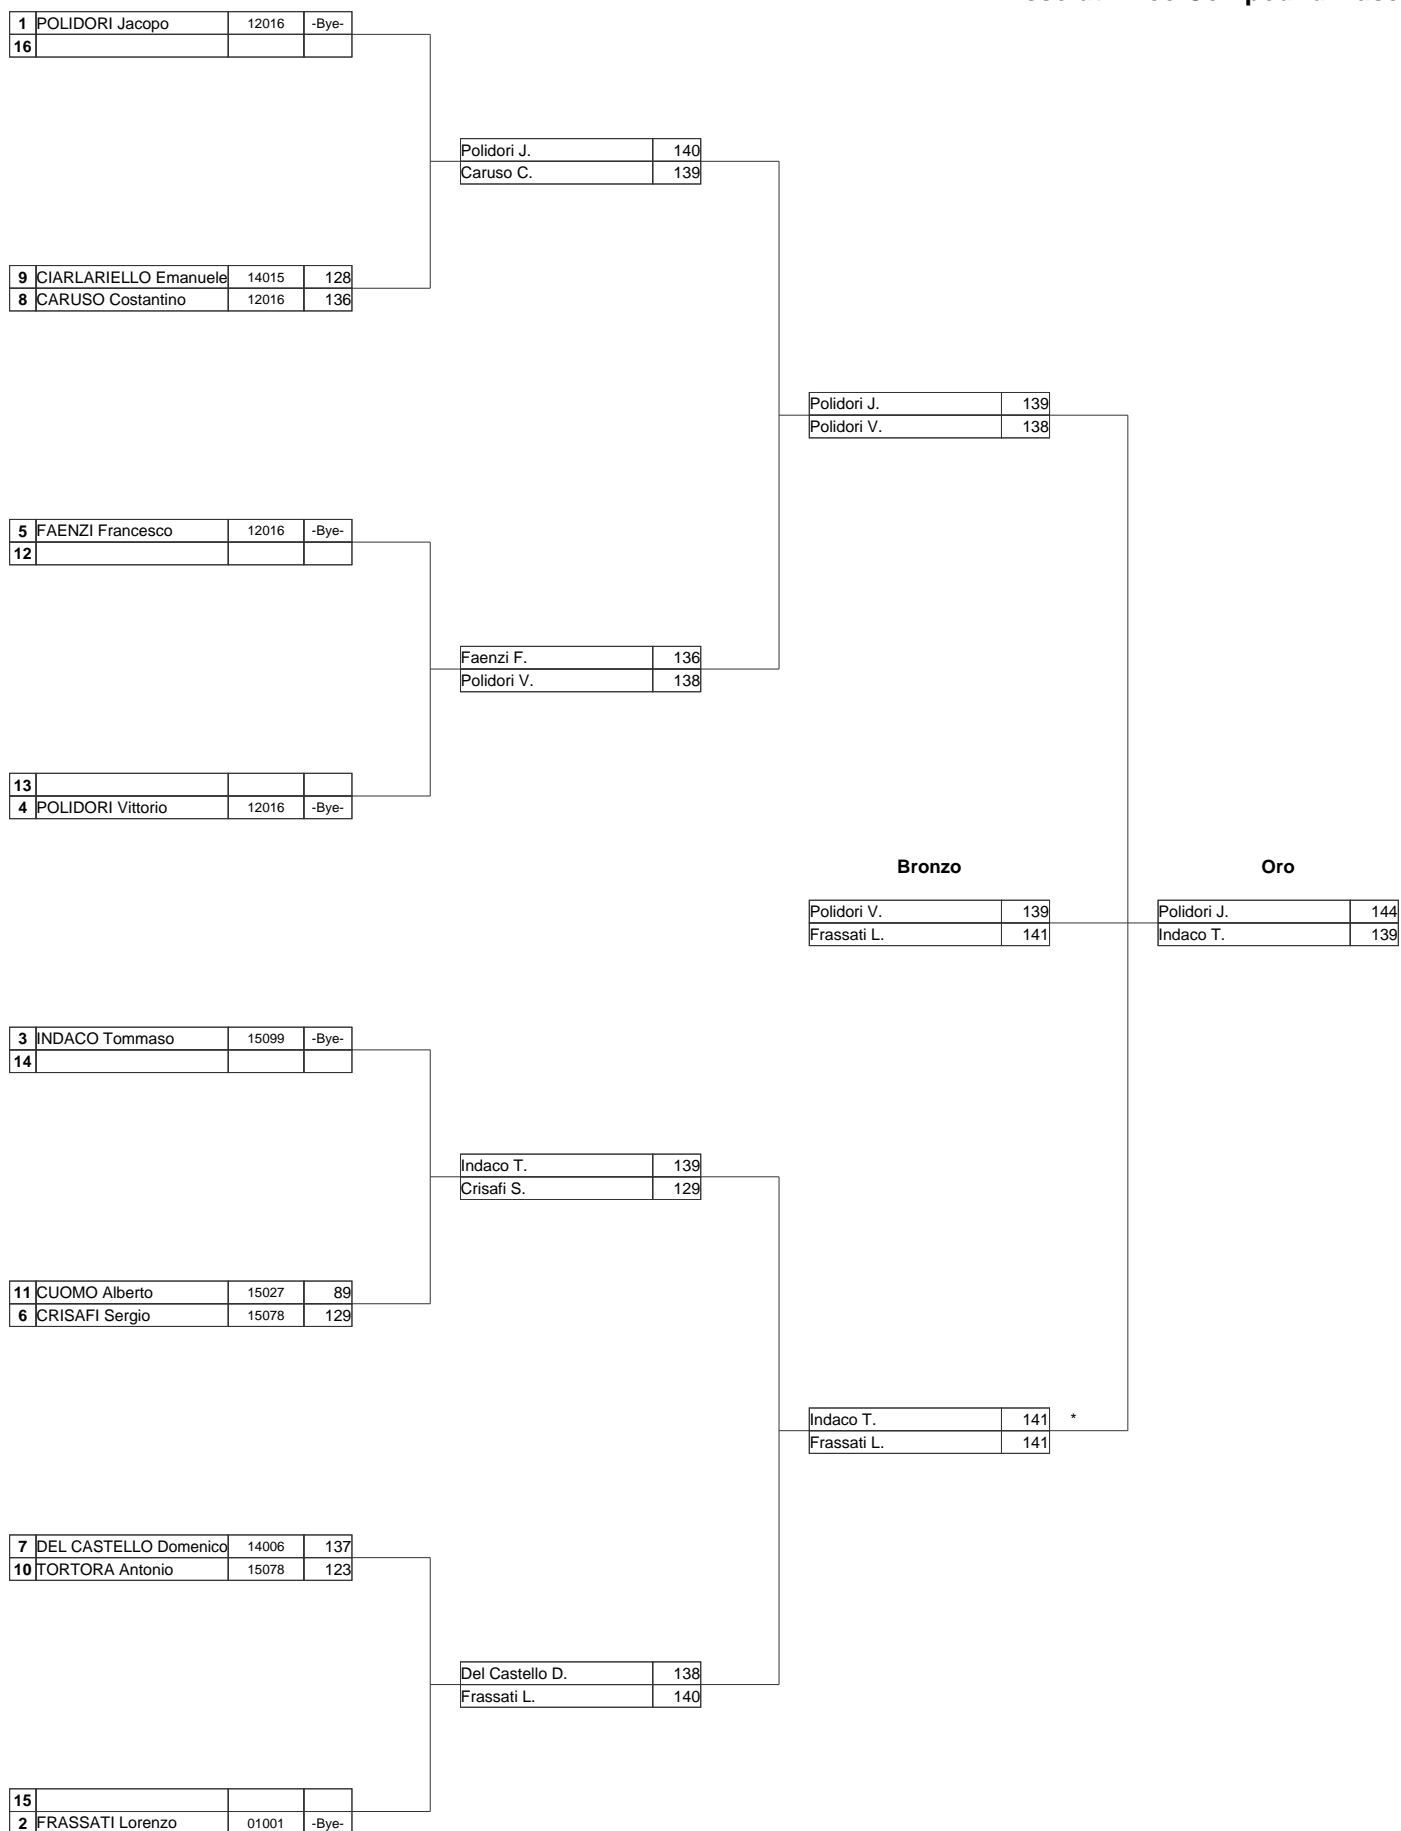 1 POLIDORI Jacopo 12016 -Bye-
16
Polidori J. 140
Caruso C. 139
9 CIARLARIELLO Emanuele 14015 128
8 CARUSO Costantino 12016 136
Polidori J. 139
Polidori V. 138
5 FAENZI Francesco 12016 -Bye-
12
Faenzi F. 136
Polidori V. 138
13
4 POLIDORI Vittorio 12016 -Bye-
Bronzo Oro
Polidori V. 139 Polidori J. 144
Frassati L. 141 Indaco T. 139
3 INDACO Tommaso 15099 -Bye-
14
Indaco T. 139
Crisafi S. 129
11 CUOMO Alberto 15027 89
6 CRISAFI Sergio 15078 129
Indaco T. 141 *
Frassati L. 141
7 DEL CASTELLO Domenico 14006 137
10 TORTORA Antonio 15078 123
Del Castello D. 138
Frassati L. 140
15
2 FRASSATI Lorenzo 01001 -Bye-